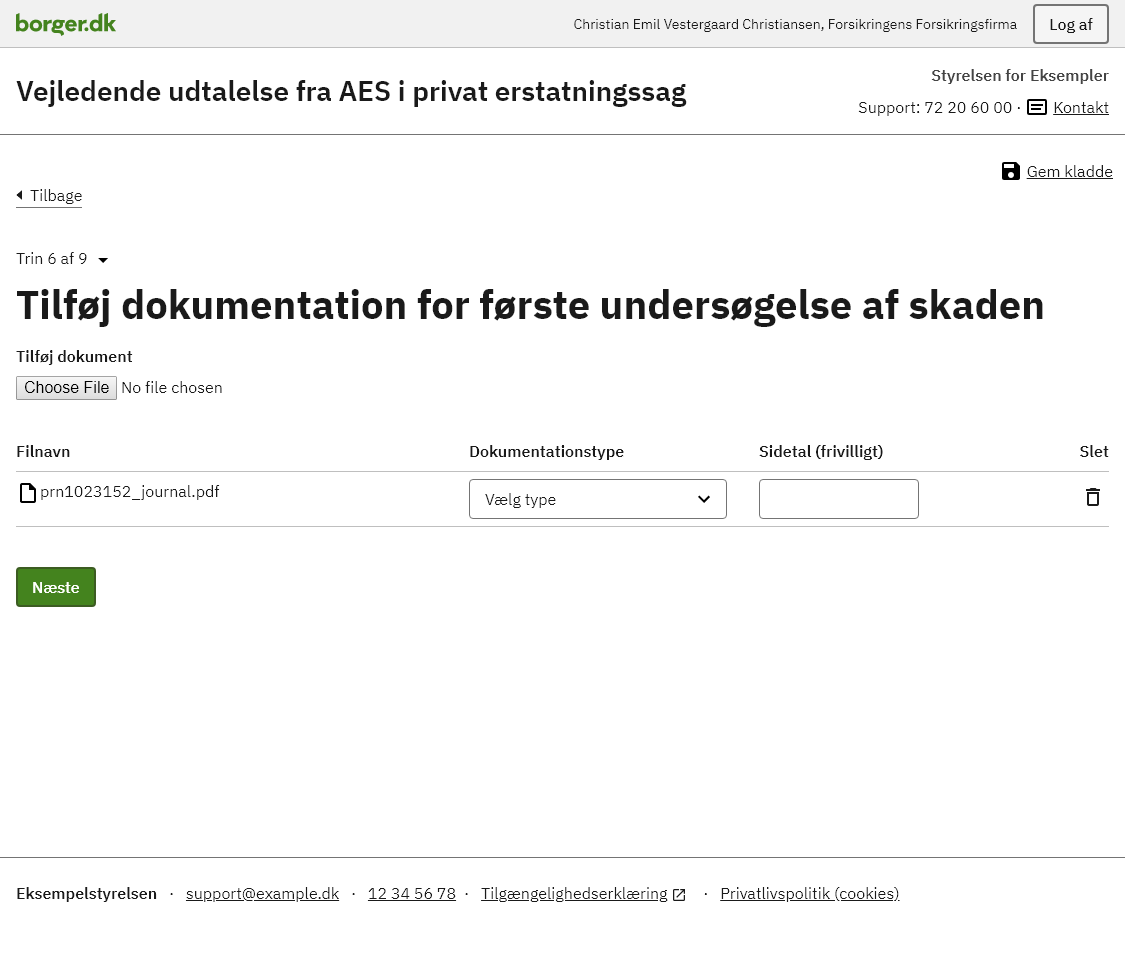 borger.dk
Christian Emil Vestergaard Christiansen, Forsikringens Forsikringsfirma
Log af
Vejledende udtalelse fra AES i privat erstatningssag
Styrelsen for Eksempler
Support: 72 20 60 00 · Kontakt
Gem kladde
Tilbage
Trin 6 af 9
Tilføj dokumentation for første undersøgelse af skaden
Tilføj dokument
Choose File No file chosen
Filnavn Dokumentationstype Sidetal (frivilligt) Slet
prn1023152_journal.pdf Vælg type
Næste
Eksempelstyrelsen · support@example.dk · 12 34 56 78 · Tilgængelighedserklæring · Privatlivspolitik (cookies)